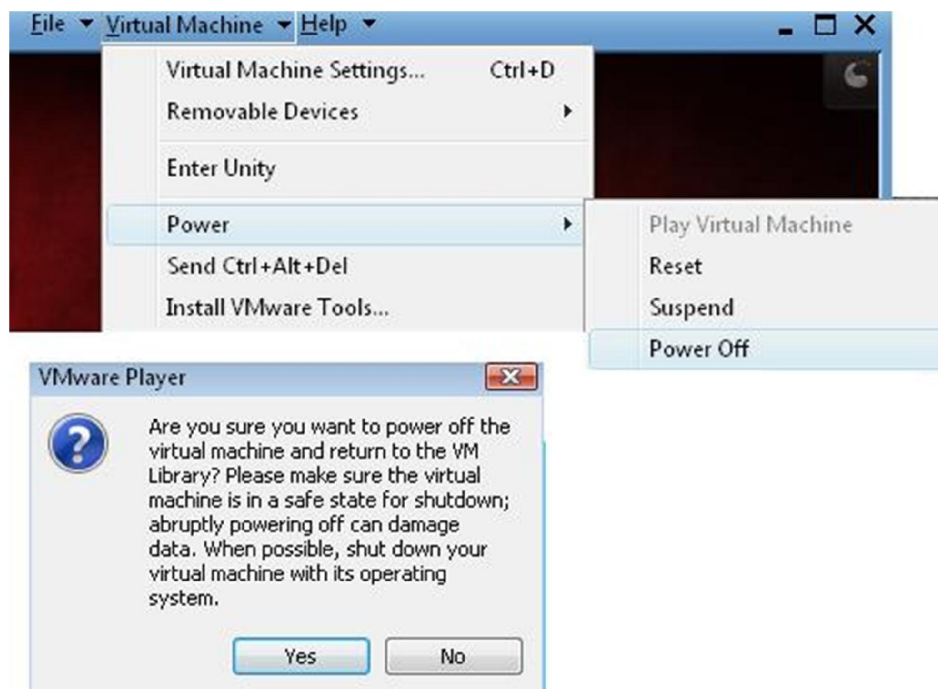 File Virtual Machine Help
Virtual Machine Settings... Ctrl+D
Removable Devices
Enter Unity
Power
Send Ctrl+Alt+Del
Install VMware Tools...
Play Virtual Machine
Reset
Suspend
Power Off
VMware Player
Are you sure you want to power off the
virtual machine and return to the VM
Library? Please make sure the virtual
machine is in a safe state for shutdown;
abruptly powering off can damage
data. When possible, shut down your
virtual machine with its operating
system.
Yes No